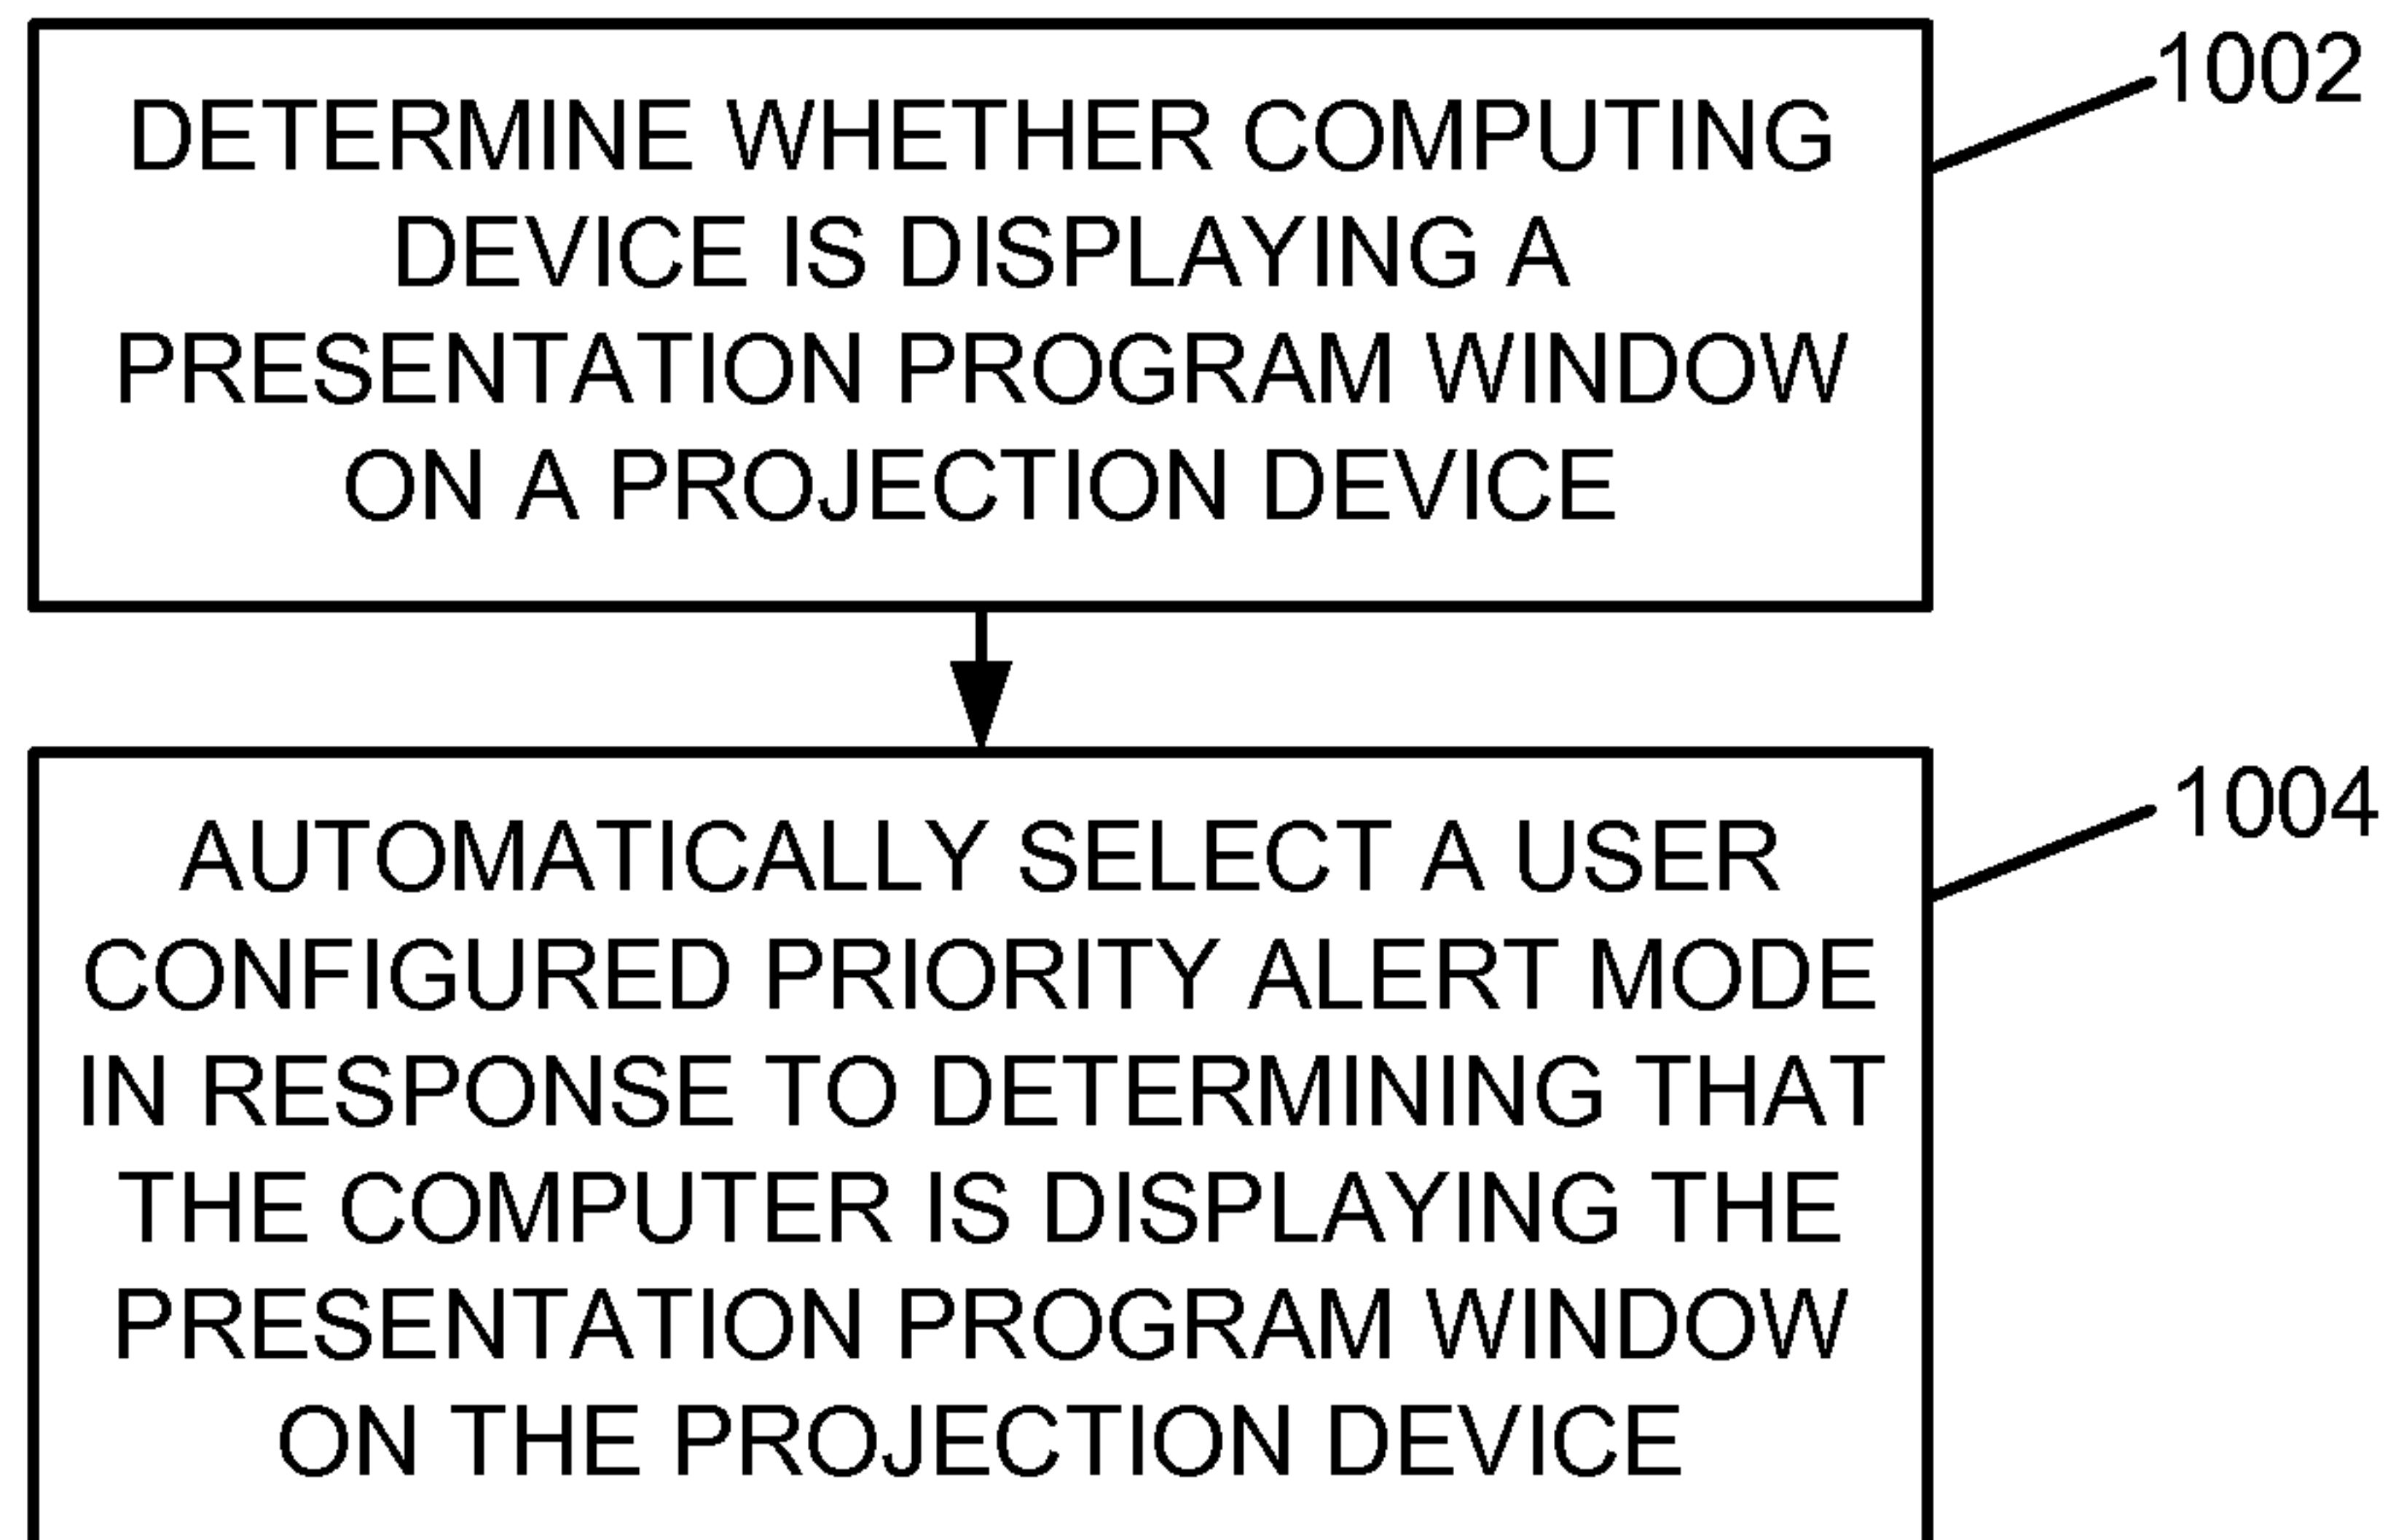 1002
DETERMINE WHETHER COMPUTING
DEVICE IS DISPLAYING A
PRESENTATION PROGRAM WINDOW
ON A PROJECTION DEVICE
1004
AUTOMATICALLY SELECT A USER
CONFIGURED PRIORITY ALERT MODE
IN RESPONSE TO DETERMINING THAT
THE COMPUTER IS DISPLAYING THE
PRESENTATION PROGRAM WINDOW
ON THE PROJECTION DEVICE